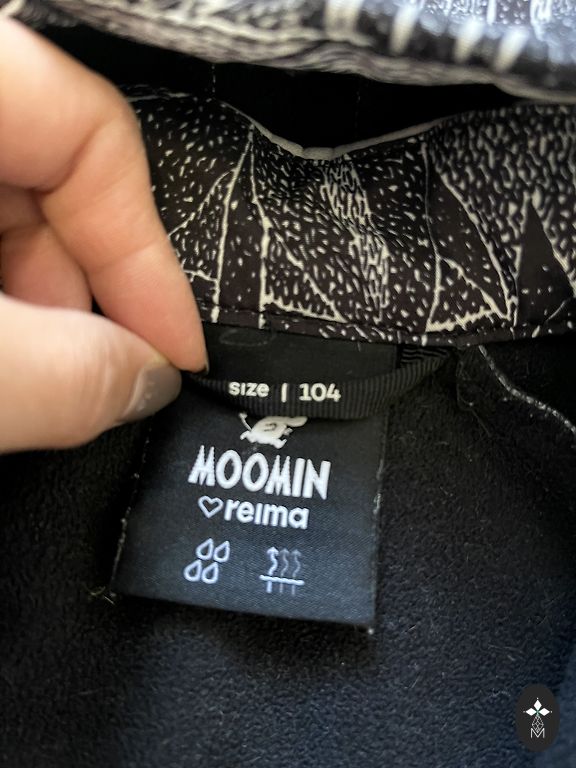 size | 104
MOOMIN
♡reima
M